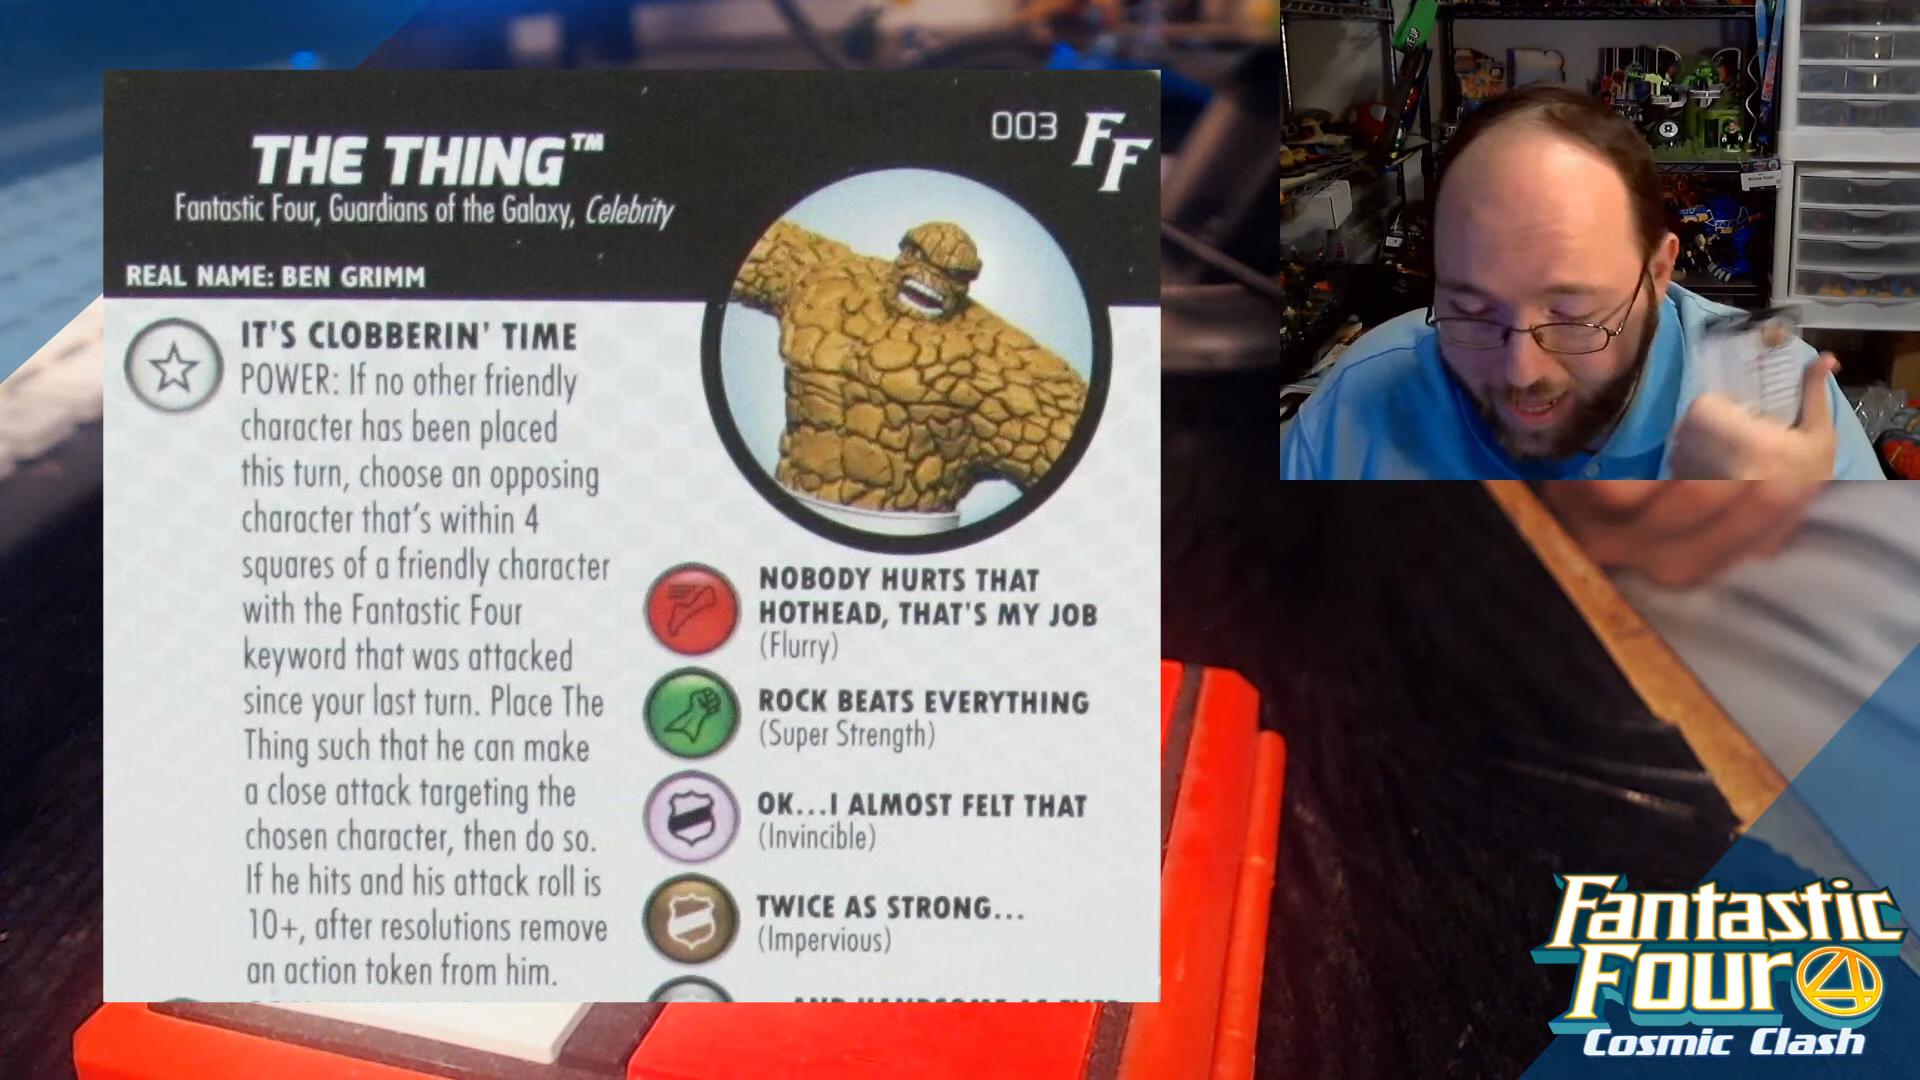 THE THING™
003 FF
Fantastic Four, Guardians of the Galaxy, Celebrity
REAL NAME: BEN GRIMM
IT'S CLOBBERIN' TIME
POWER: If no other friendly
character has been placed
this turn, choose an opposing
character that's within 4
squares of a friendly character
with the Fantastic Four
keyword that was attacked
since your last turn. Place The
Thing such that he can make
a close attack targeting the
chosen character, then do so.
If he hits and his attack roll is
10+, after resolutions remove
an action token from him.
NOBODY HURTS THAT
HOTHEAD, THAT'S MY JOB
(Flurry)
ROCK BEATS EVERYTHING
(Super Strength)
OK...I ALMOST FELT THAT
(Invincible)
TWICE AS STRONG...
(Impervious)
...AND HANDSOME AS EVER
Fantastic
Four 4
Cosmic Clash